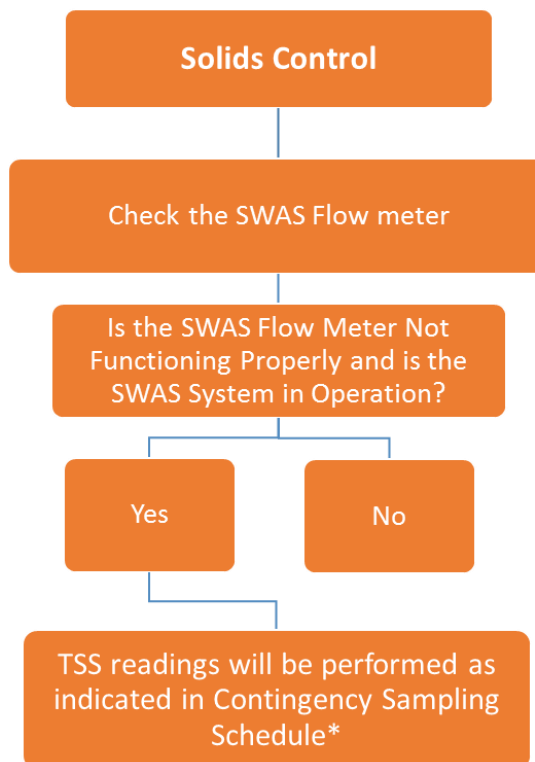 Solids Control
Check the SWAS Flow meter
Is the SWAS Flow Meter Not
Functioning Properly and is the
SWAS System in Operation?
Yes
No
TSS readings will be performed as
indicated in Contingency Sampling
Schedule*